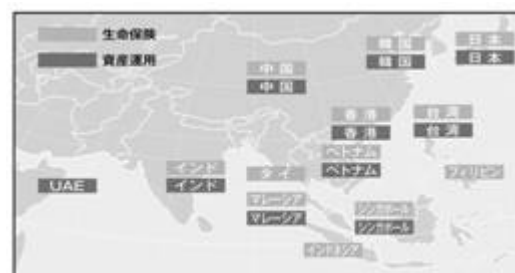 生命保険
資産運用
韓国
韓国
日本
日本
中国
中国
香港
香港
台湾
台湾
ベトナム
ベトナム
インド
インド
タイ
フィリピン
UAE
マレーシア
マレーシア
シンガポール
シンガポール
インドネシア